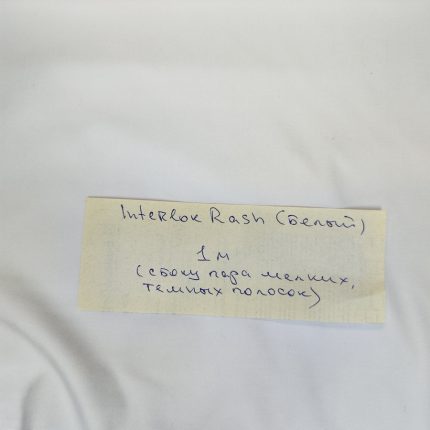 Interlok Rash (Белый)
1 м
(сбоку пара мелких,
темных полосок)